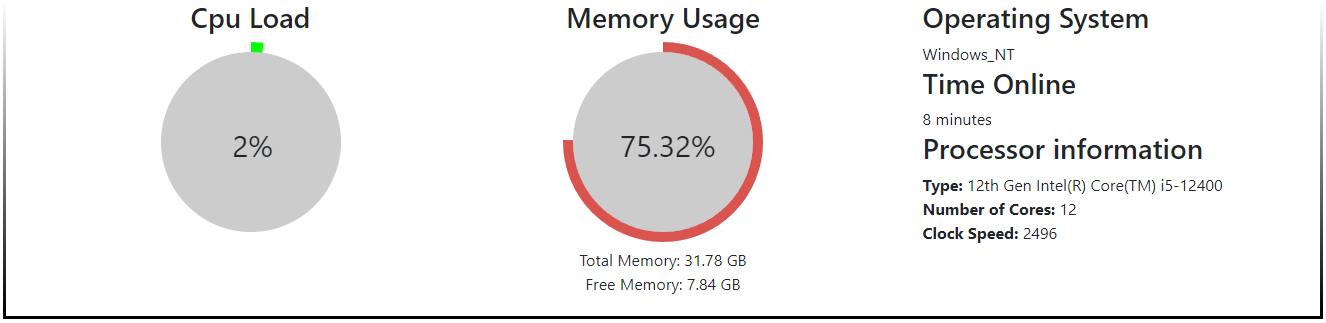 Cpu Load
2%
Memory Usage
75.32%
Total Memory: 31.78 GB
Free Memory: 7.84 GB
Operating System
Windows_NT
Time Online
8 minutes
Processor information
Type: 12th Gen Intel(R) Core(TM) i5-12400
Number of Cores: 12
Clock Speed: 2496